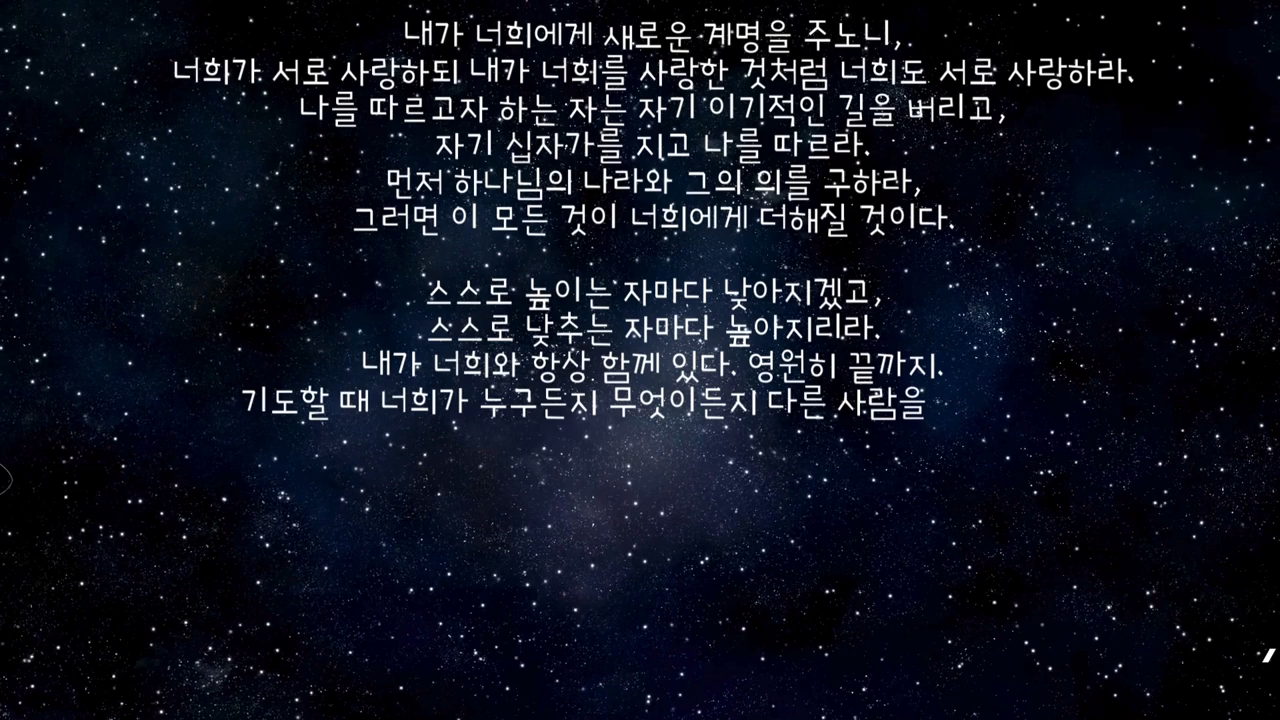 내가 너희에게 새로운 계명을 주노니,
너희가 서로 사랑하되 내가 너희를 사랑한 것처럼 너희도 서로 사랑하라.
나를 따르고자 하는 자는 자기 이기적인 길을 버리고,
자기 십자가를 지고 나를 따르라.
먼저 하나님의 나라와 그의 의를 구하라,
그러면 이 모든 것이 너희에게 더해질 것이다.
스스로 높이는 자마다 낮아지겠고,
스스로 낮추는 자마다 높아지리라.
내가 너희와 항상 함께 있다. 영원히 끝까지.
기도할 때 너희가 누구든지 무엇이든지 다른 사람을